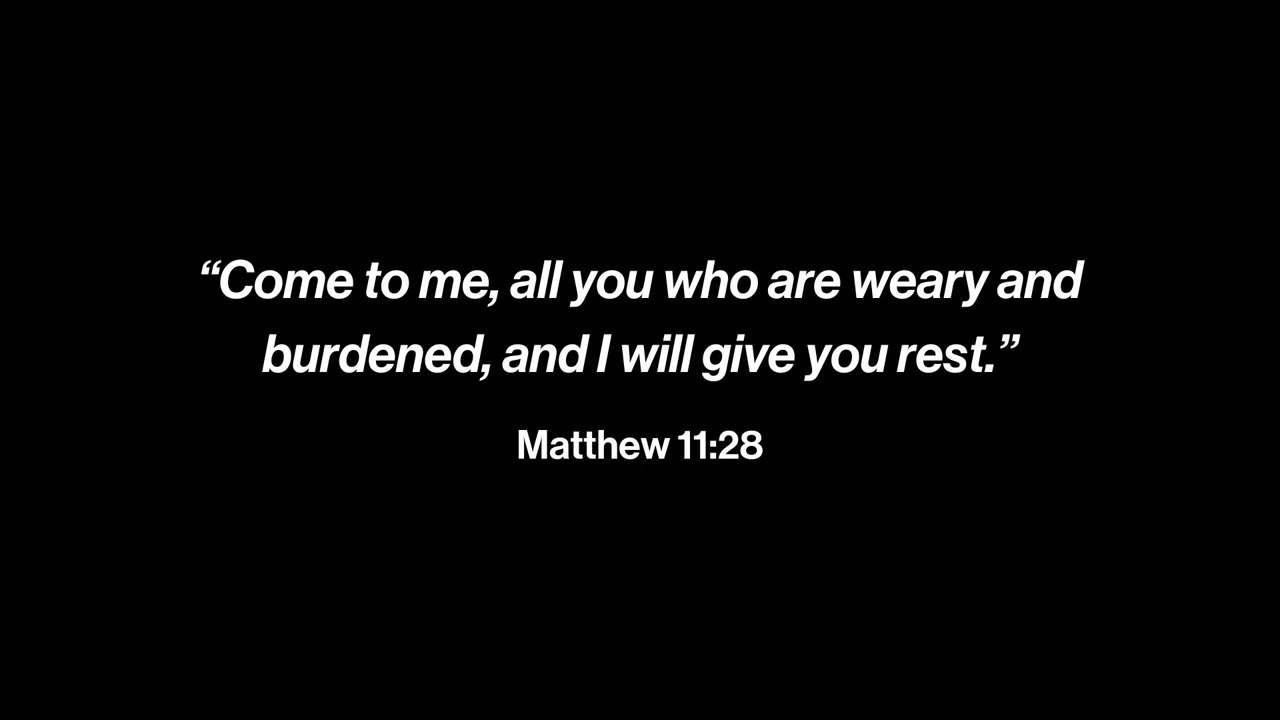 “Come to me, all you who are weary and
burdened, and I will give you rest.”
Matthew 11:28